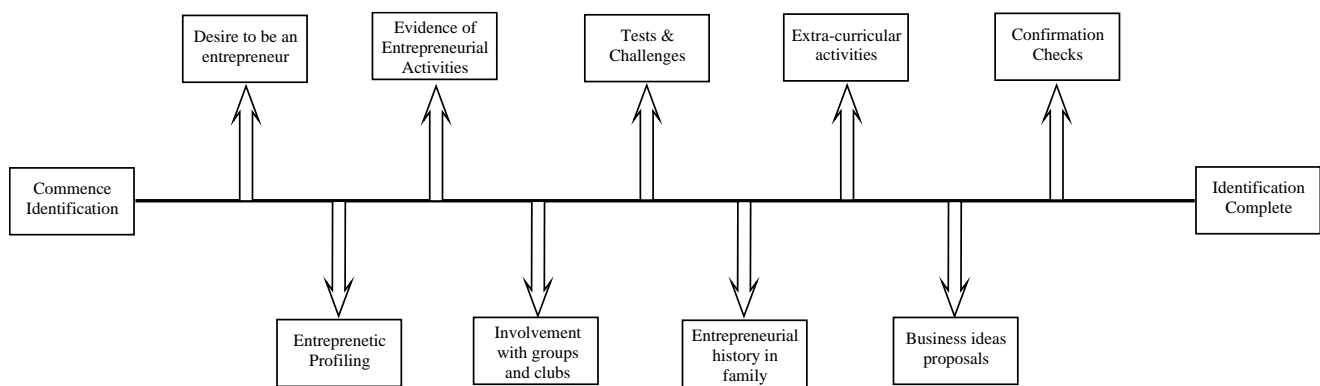 Desire to be an
entrepreneur
Evidence of
Entrepreneurial
Activities
Tests &
Challenges
Extra-curricular
activities
Confirmation
Checks
Commence
Identification
Identification
Complete
Entreprenetic
Profiling
Involvement
with groups
and clubs
Entrepreneurial
history in
family
Business ideas
proposals